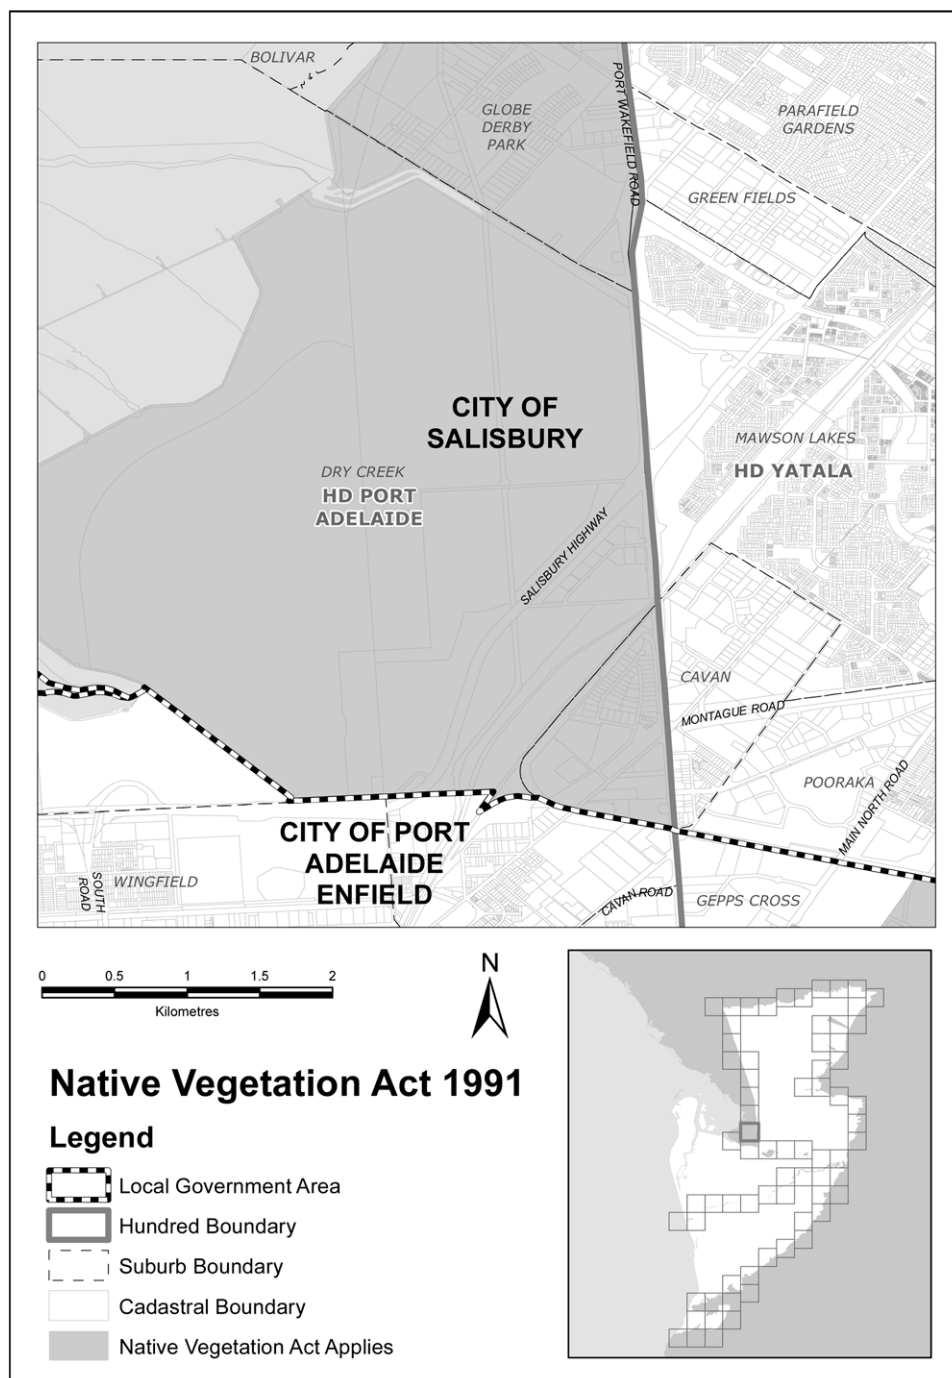 BOLIVAR
GLOBE
DERBY
PARK
PORT WAKEFIELD ROAD
PARAFIELD
GARDENS
GREEN FIELDS
CITY OF
SALISBURY
MAWSON LAKES
HD YATALA
DRY CREEK
HD PORT
ADELAIDE
SALISBURY HIGHWAY
CAVAN
MONTAGUE ROAD
POORAKA
MAIN NORTH ROAD
CITY OF PORT
ADELAIDE
ENFIELD
WINGFIELD
SOUTH
ROAD
CAVAN ROAD
GEPPS CROSS
0 0.5 1 1.5 2
Kilometres
N
Native Vegetation Act 1991
Legend
Local Government Area
Hundred Boundary
Suburb Boundary
Cadastral Boundary
Native Vegetation Act Applies